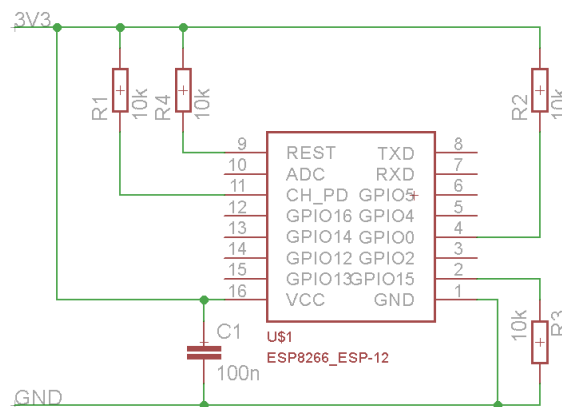 3V3
R1
10k
R4
10k
R2
10k
9 REST TXD 8
10 ADC RXD 7
11 CH_PD GPIO5 6
12 GPIO16 GPIO4 5
13 GPIO14 GPIO0 4
14 GPIO12 GPIO2 3
15 GPIO13 GPIO15 2
16 VCC GND 1
C1
100n
U$1
ESP8266_ESP-12
10k
R3
GND